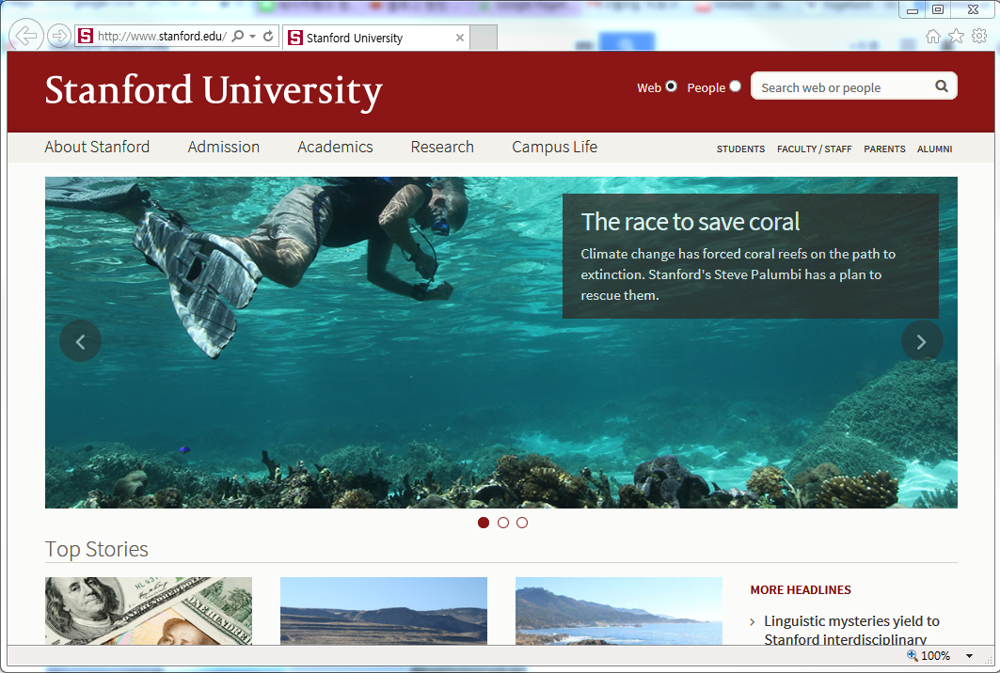 http://www.stanford.edu/
Stanford University
Stanford University
Web
People
Search web or people
About Stanford
Admission
Academics
Research
Campus Life
STUDENTS
FACULTY / STAFF
PARENTS
ALUMNI
The race to save coral
Climate change has forced coral reefs on the path to
extinction. Stanford's Steve Palumbi has a plan to
rescue them.
Top Stories
MORE HEADLINES
Linguistic mysteries yield to
Stanford interdisciplinary
100%